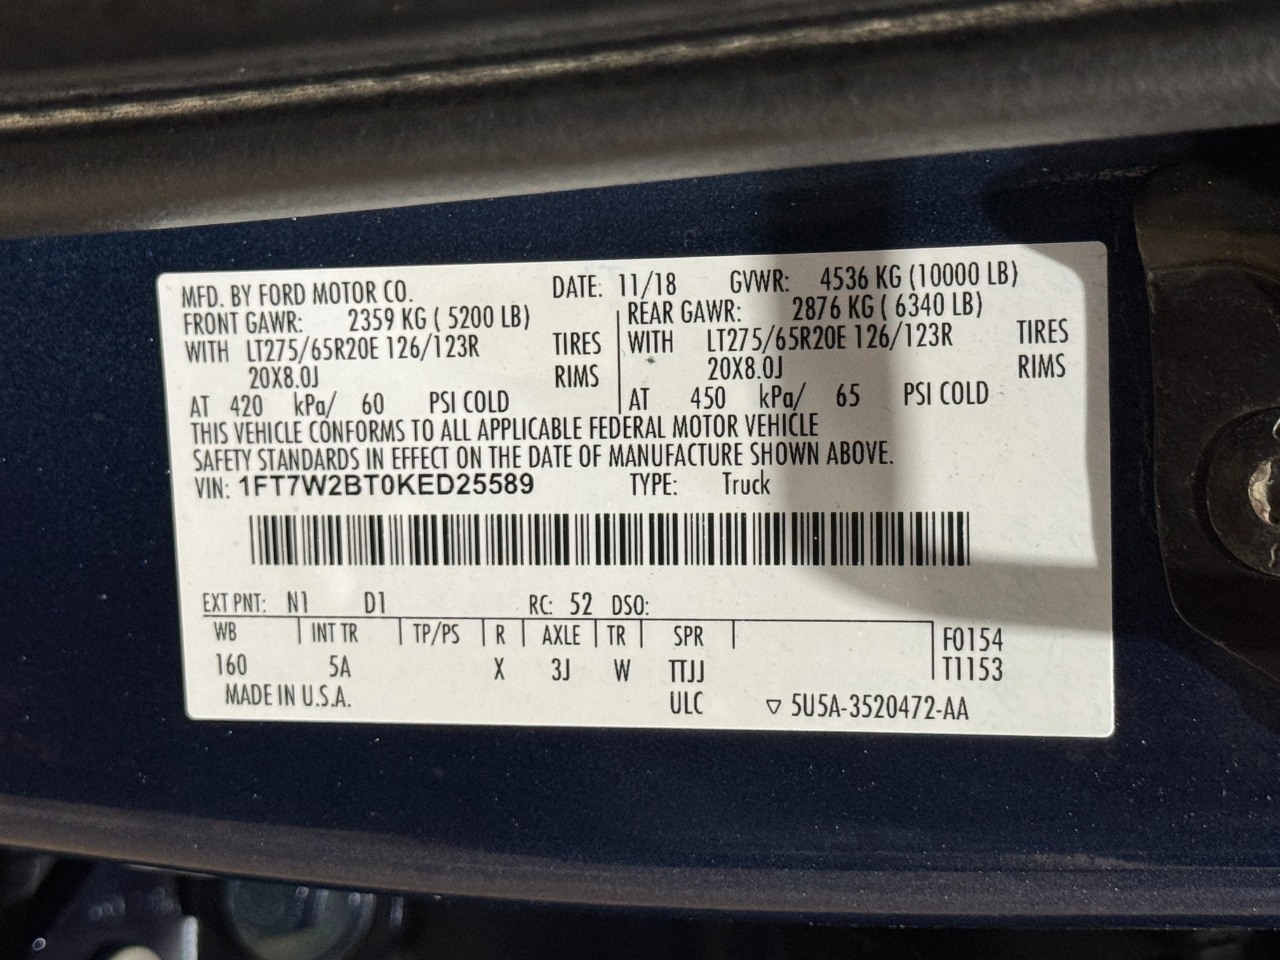 MFD. BY FORD MOTOR CO. DATE: 11/18 GVWR: 4536 KG (10000 LB)
FRONT GAWR: 2359 KG ( 5200 LB) REAR GAWR: 2876 KG ( 6340 LB)
WITH LT275/65R20E 126/123R TIRES WITH LT275/65R20E 126/123R TIRES
20X8.0J RIMS 20X8.0J RIMS
AT 420 kPa/ 60 PSI COLD AT 450 kPa/ 65 PSI COLD
THIS VEHICLE CONFORMS TO ALL APPLICABLE FEDERAL MOTOR VEHICLE
SAFETY STANDARDS IN EFFECT ON THE DATE OF MANUFACTURE SHOWN ABOVE.
VIN: 1FT7W2BT0KED25589 TYPE: Truck
EXT PNT: N1 D1 RC: 52 DSO:
WB INT TR TP/PS R AXLE TR SPR F0154
160 5A X 3J W TTJJ T1153
MADE IN U.S.A. ULC ▽ 5U5A-3520472-AA